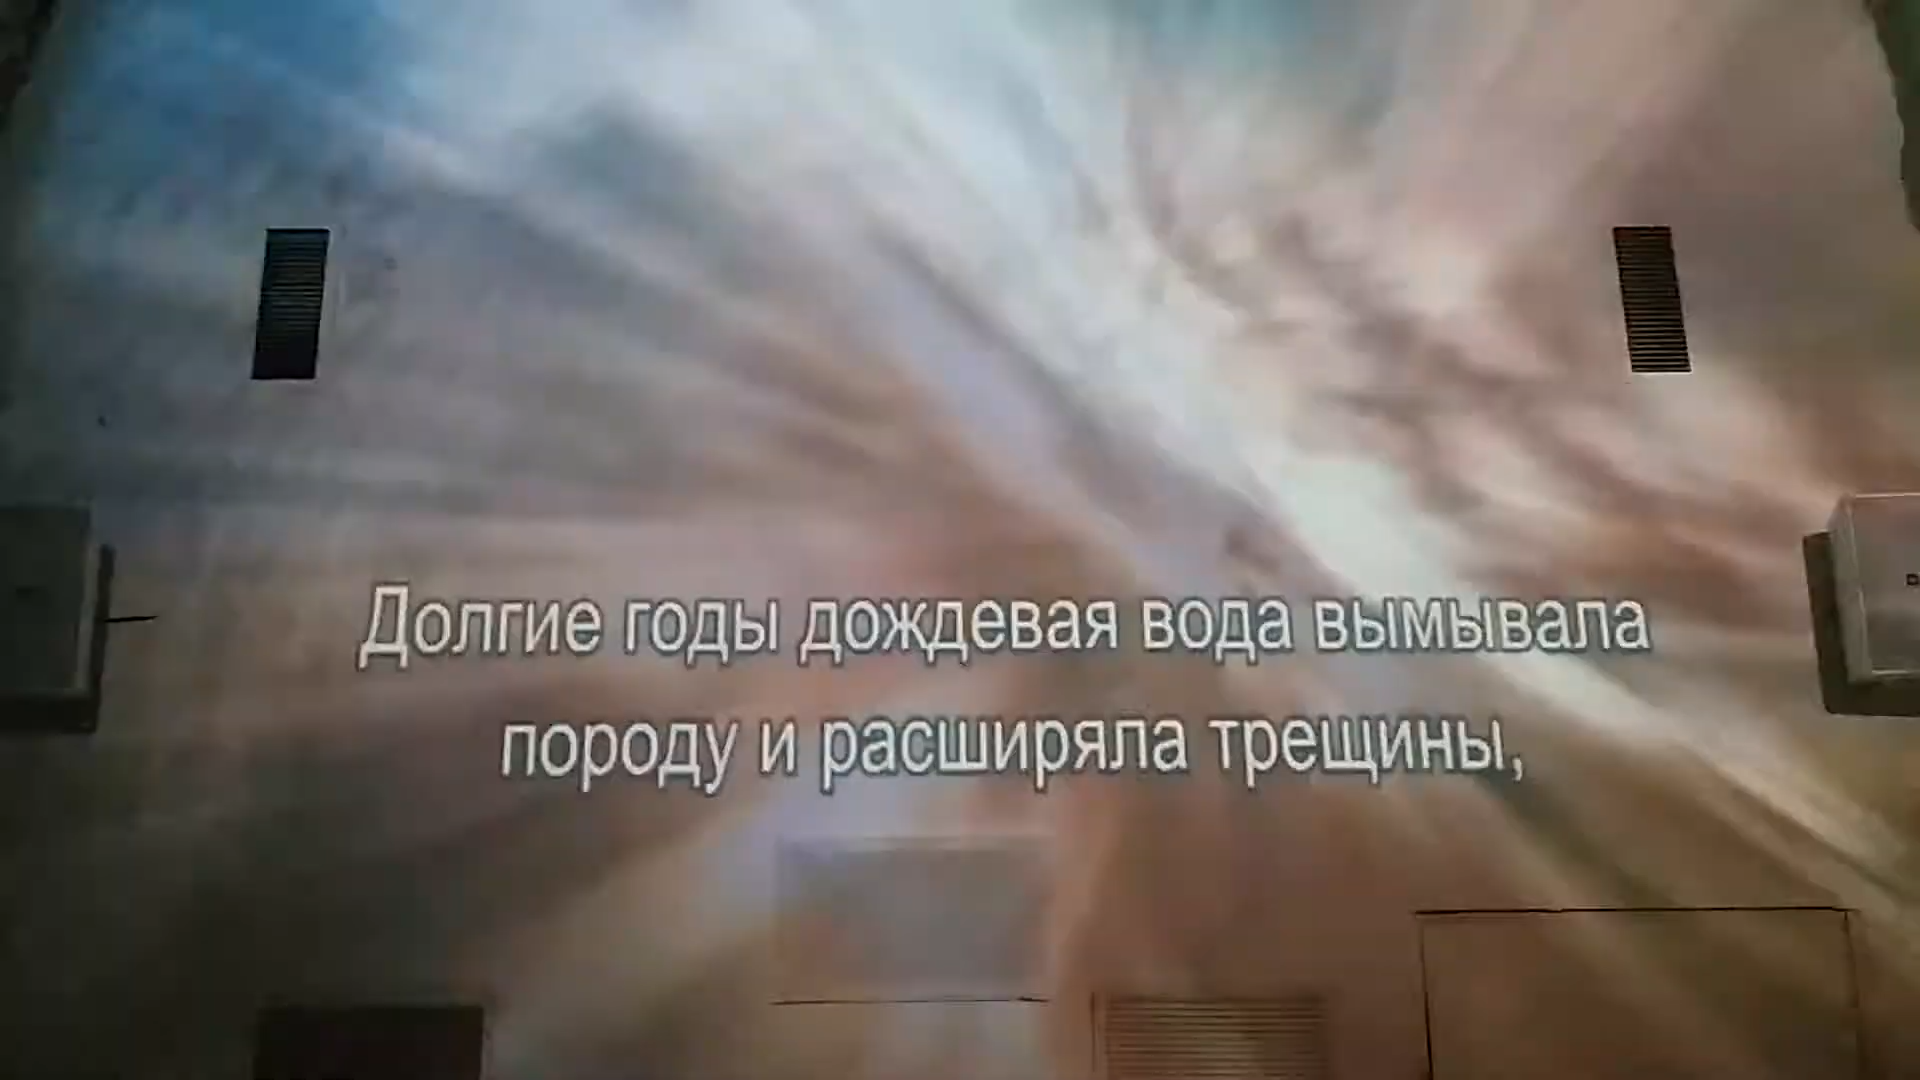 Долгие годы дождевая вода вымывала
породу и расширяла трещины,